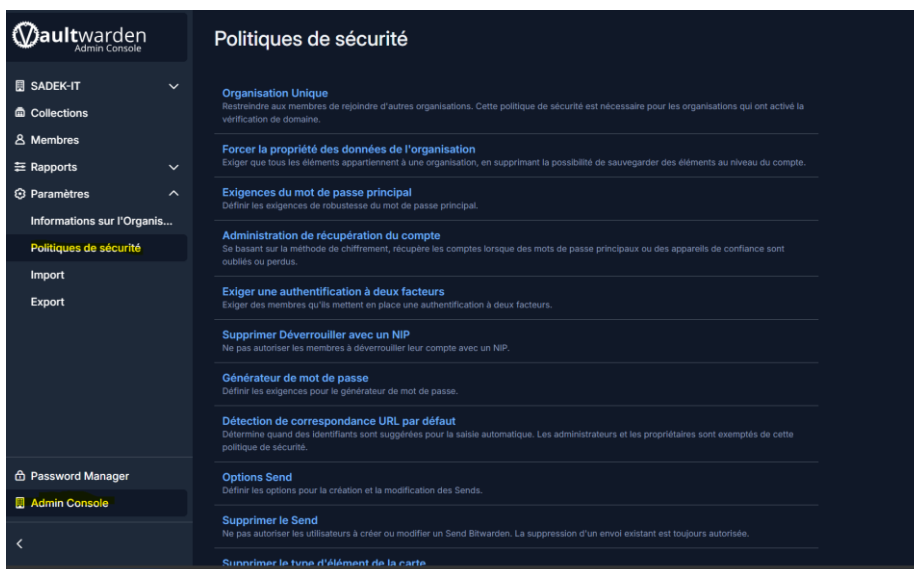 Vaultwarden
Admin Console
SADEK-IT
Collections
Membres
Rapports
Paramètres
Informations sur l'Organis...
Politiques de sécurité
Import
Export
Password Manager
Admin Console
Politiques de sécurité
Organisation Unique
Restreindre aux membres de rejoindre d'autres organisations. Cette politique de sécurité est nécessaire pour les organisations qui ont activé la
vérification de domaine.
Forcer la propriété des données de l'organisation
Exiger que tous les éléments appartiennent à une organisation, en supprimant la possibilité de sauvegarder des éléments au niveau du compte.
Exigences du mot de passe principal
Définir les exigences de robustesse du mot de passe principal.
Administration de récupération du compte
Se basant sur la méthode de chiffrement, récupère les comptes lorsque des mots de passe principaux ou des appareils de confiance sont
oubliés ou perdus.
Exiger une authentification à deux facteurs
Exiger des membres qu'ils mettent en place une authentification à deux facteurs.
Supprimer Déverrouiller avec un NIP
Ne pas autoriser les membres à déverrouiller leur compte avec un NIP.
Générateur de mot de passe
Définir les exigences pour le générateur de mot de passe.
Détection de correspondance URL par défaut
Détermine quand des identifiants sont suggérées pour la saisie automatique. Les administrateurs et les propriétaires sont exemptés de cette
politique de sécurité.
Options Send
Définir les options pour la création et la modification des Sends.
Supprimer le Send
Ne pas autoriser les utilisateurs à créer ou modifier un Send Bitwarden. La suppression d'un envoi existant est toujours autorisée.
Supprimer le type d'élément de la carte